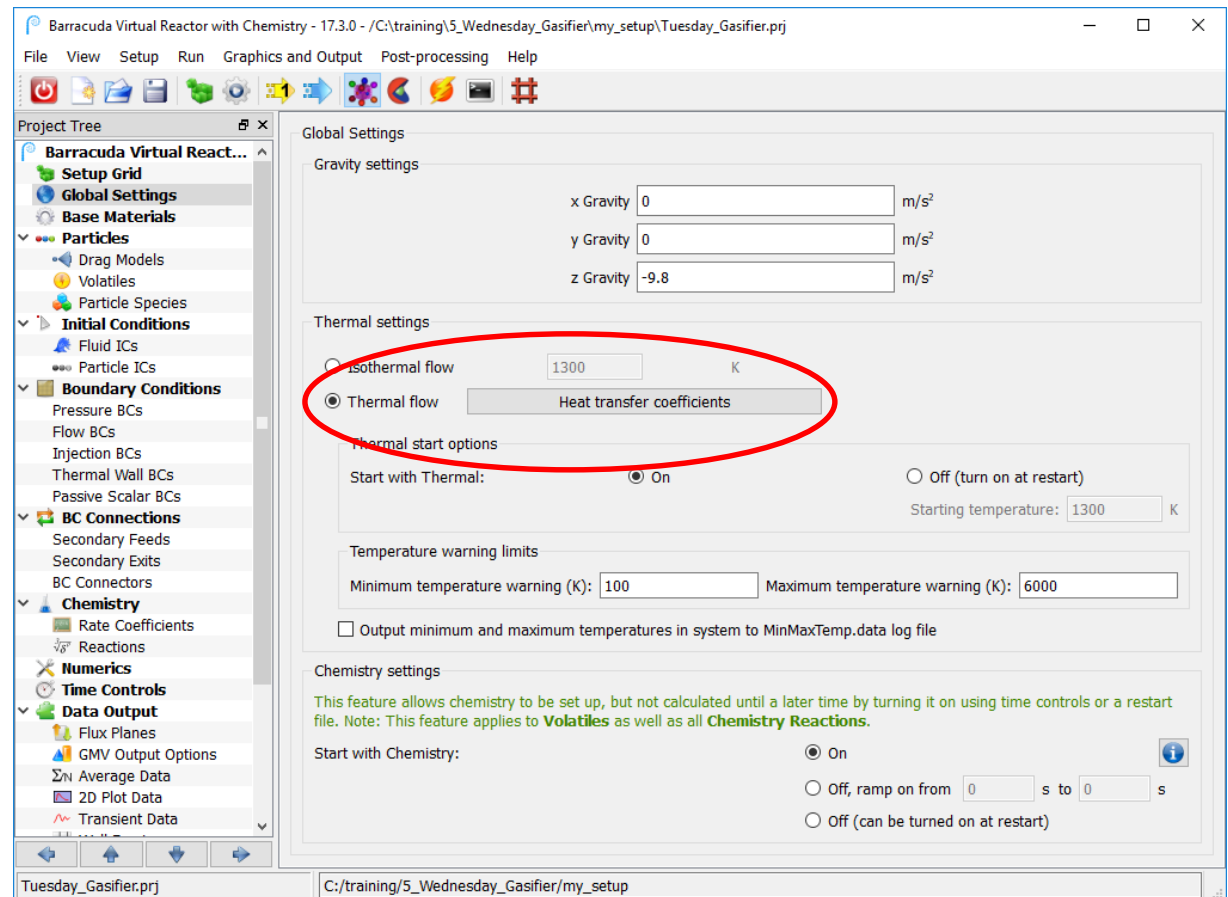 Barracuda Virtual Reactor with Chemistry - 17.3.0 - /C:\training\5_Wednesday_Gasifier\my_setup\Tuesday_Gasifier.prj
File View Setup Run Graphics and Output Post-processing Help
Project Tree
Barracuda Virtual React...
Setup Grid
Global Settings
Base Materials
Particles
Drag Models
Volatiles
Particle Species
Initial Conditions
Fluid ICs
Particle ICs
Boundary Conditions
Pressure BCs
Flow BCs
Injection BCs
Thermal Wall BCs
Passive Scalar BCs
BC Connections
Secondary Feeds
Secondary Exits
BC Connectors
Chemistry
Rate Coefficients
Reactions
Numerics
Time Controls
Data Output
Flux Planes
GMV Output Options
Average Data
2D Plot Data
Transient Data
Global Settings
Gravity settings
x Gravity 0 m/s²
y Gravity 0 m/s²
z Gravity -9.8 m/s²
Thermal settings
Isothermal flow 1300 K
Thermal flow Heat transfer coefficients
Thermal start options
Start with Thermal: On Off (turn on at restart)
Starting temperature: 1300 K
Temperature warning limits
Minimum temperature warning (K): 100 Maximum temperature warning (K): 6000
Output minimum and maximum temperatures in system to MinMaxTemp.data log file
Chemistry settings
This feature allows chemistry to be set up, but not calculated until a later time by turning it on using time controls or a restart
file. Note: This feature applies to Volatiles as well as all Chemistry Reactions.
Start with Chemistry: On
Off, ramp on from 0 s to 0 s
Off (can be turned on at restart)
Tuesday_Gasifier.prj C:/training/5_Wednesday_Gasifier/my_setup